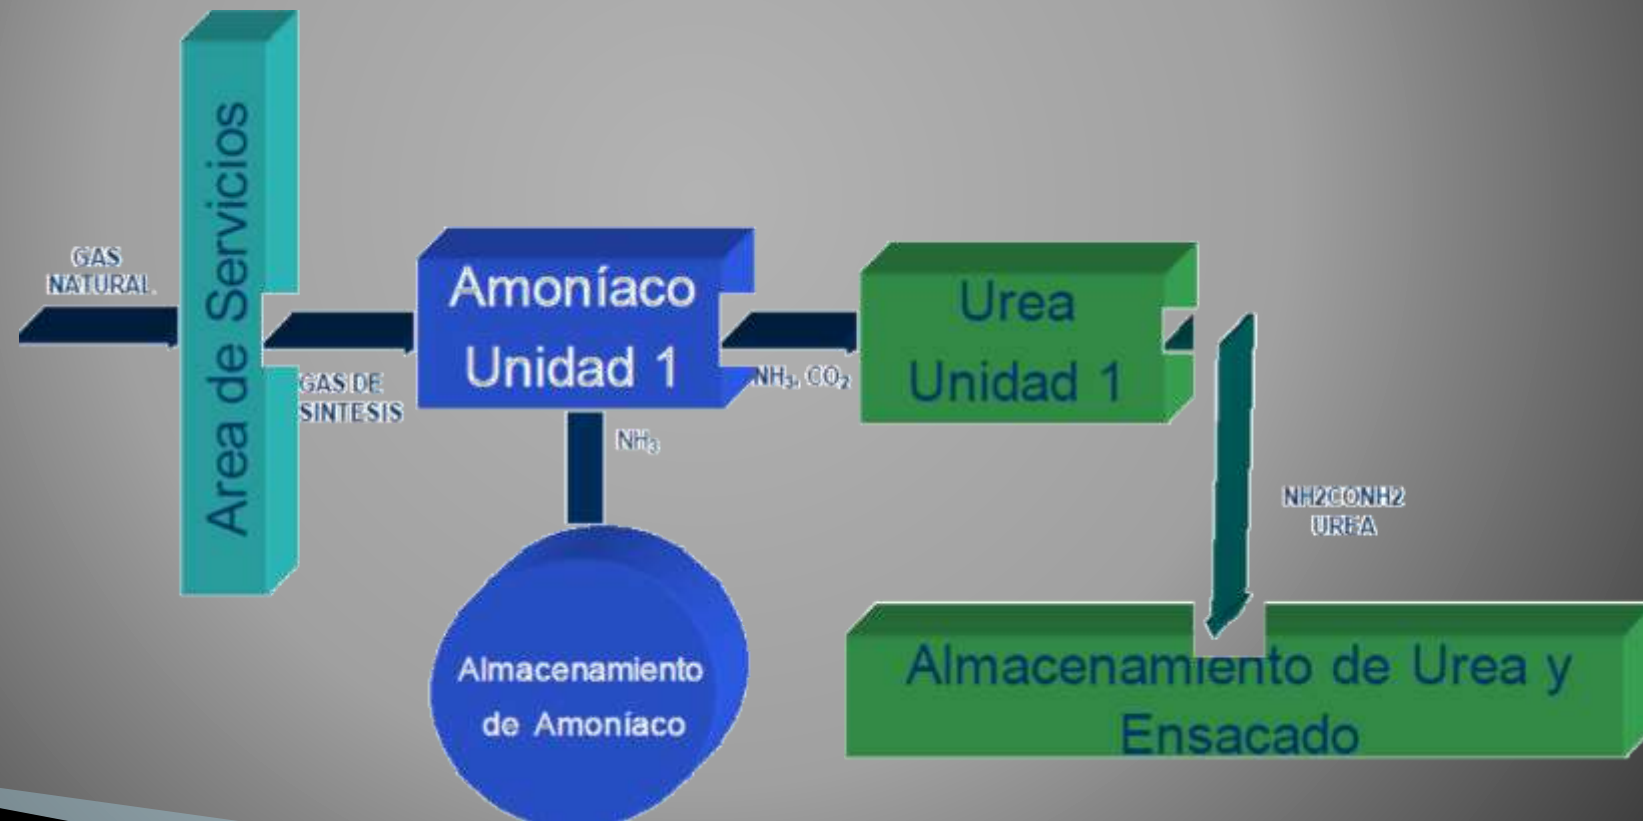 GAS
NATURAL
Area de Servicios
GAS DE
SINTESIS
Amoníaco
Unidad 1
NH₃, CO₂
Urea
Unidad 1
NH₃
NH2CONH2
UREA
Almacenamiento
de Amoníaco
Almacenamiento de Urea y
Ensacado